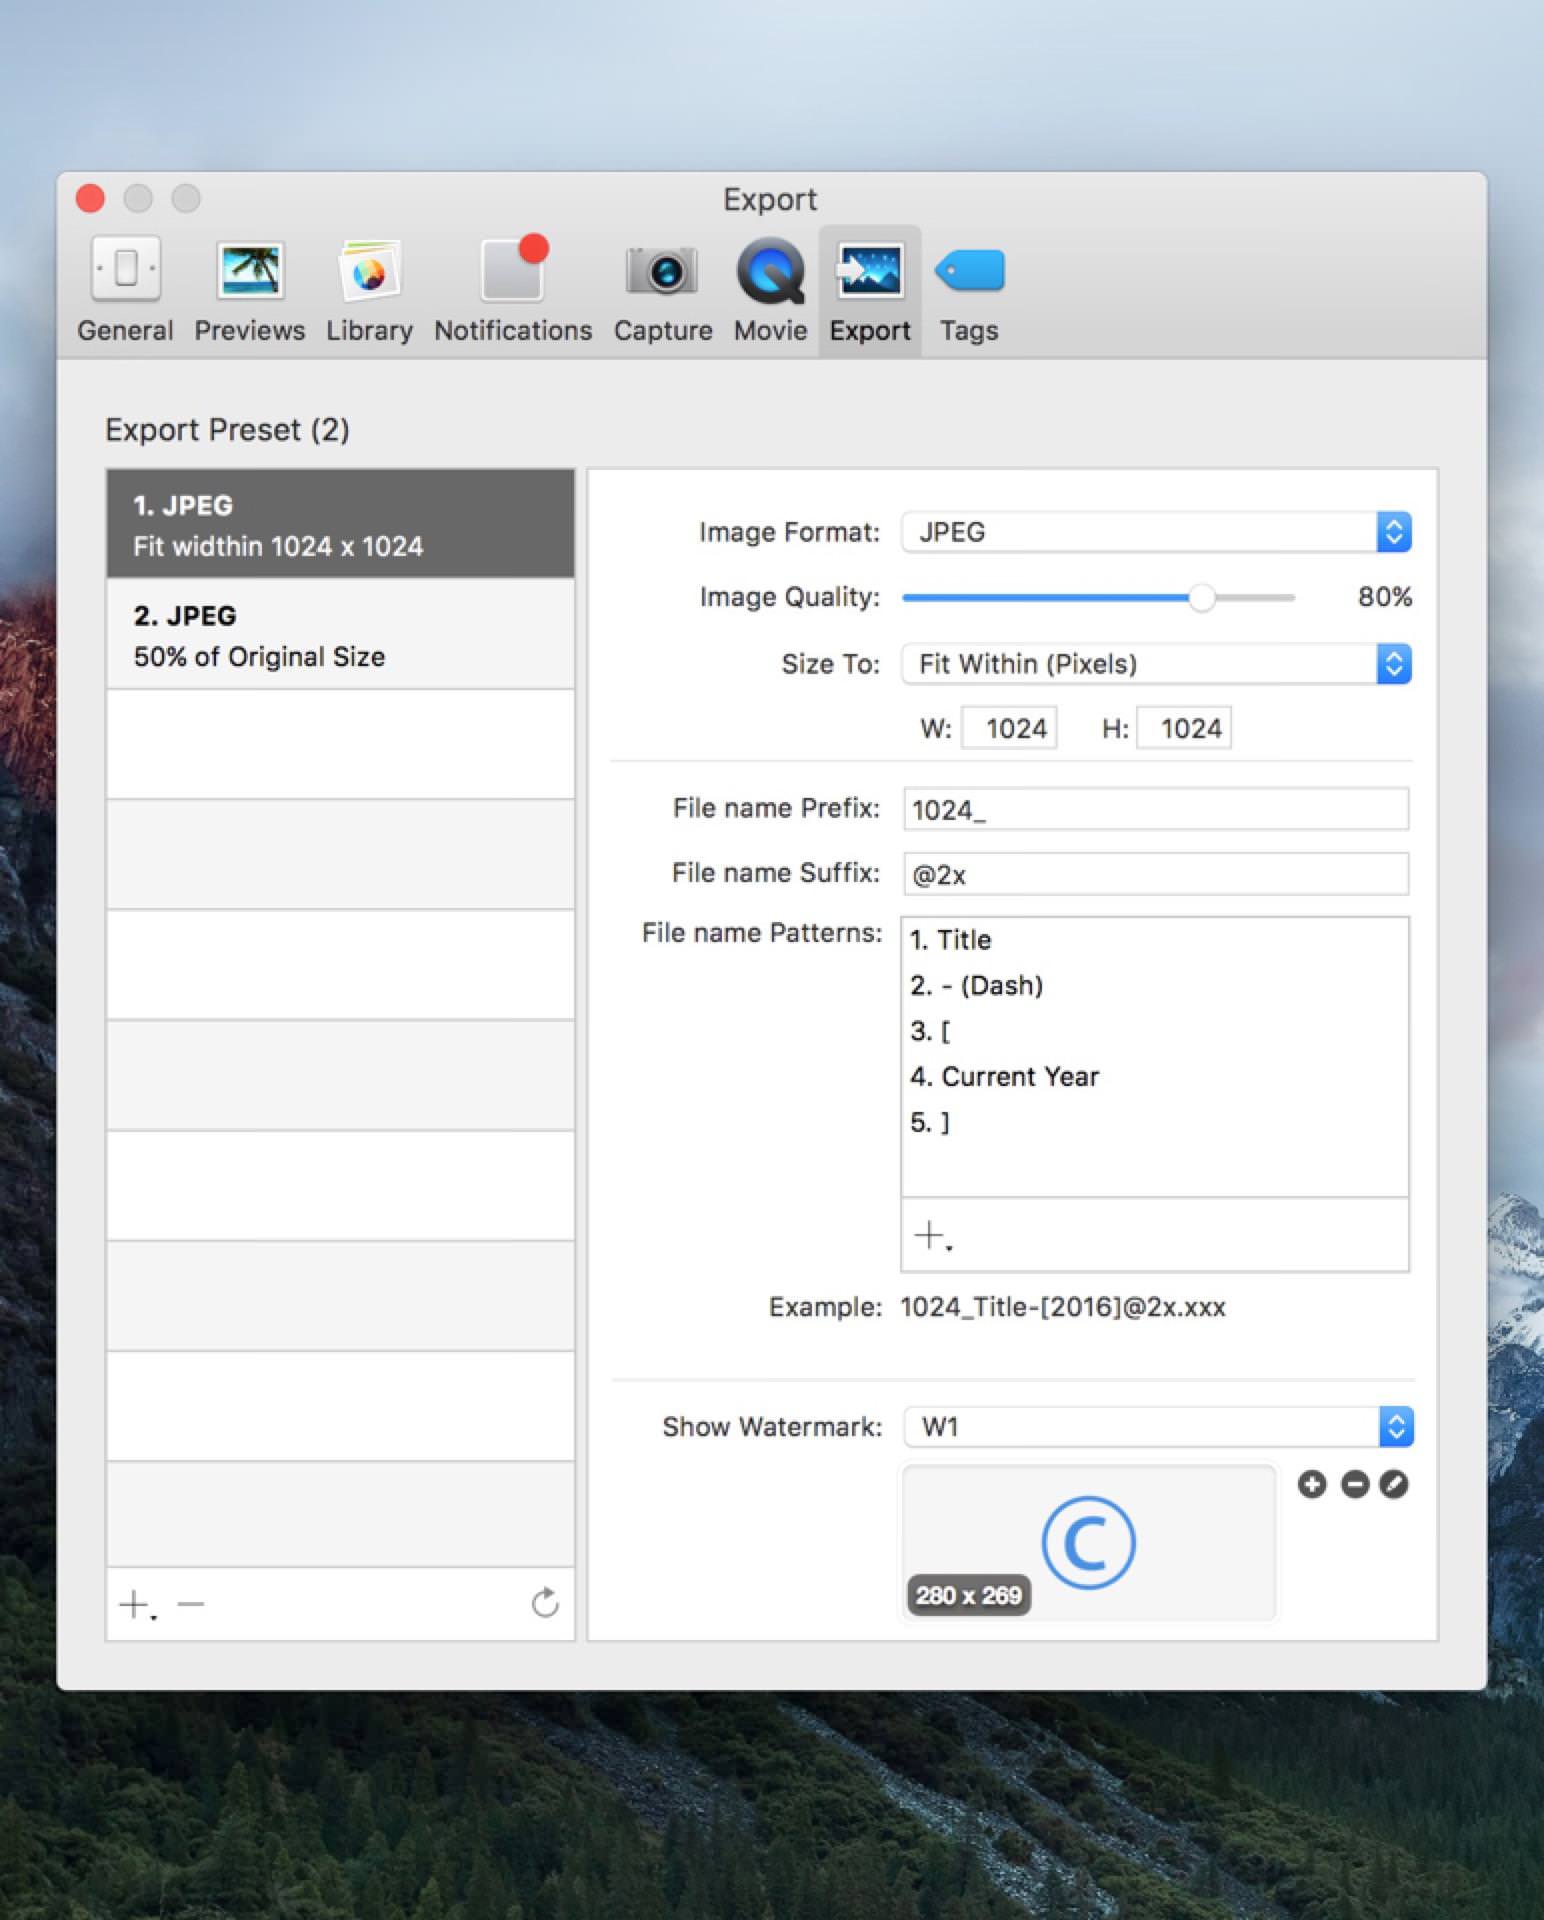 Export
General Previews Library Notifications Capture Movie Export Tags
Export Preset (2)
1. JPEG
Fit widthin 1024 x 1024
2. JPEG
50% of Original Size
Image Format: JPEG
Image Quality: 80%
Size To: Fit Within (Pixels)
W: 1024 H: 1024
File name Prefix: 1024_
File name Suffix: @2x
File name Patterns: 1. Title
2. - (Dash)
3. [
4. Current Year
5. ]
Example: 1024_Title-[2016]@2x.xxx
Show Watermark: W1
C
280 x 269